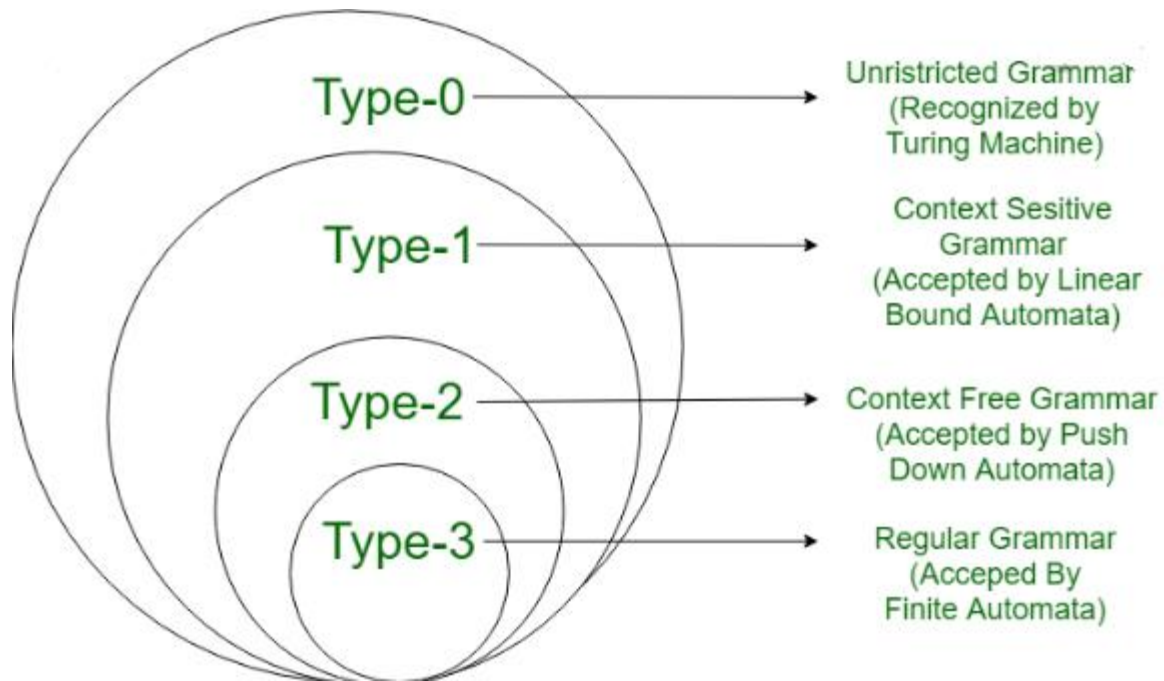 Type-0
Unristricted Grammar
(Recognized by
Turing Machine)
Type-1
Context Sesitive
Grammar
(Accepted by Linear
Bound Automata)
Type-2
Context Free Grammar
(Accepted by Push
Down Automata)
Type-3
Regular Grammar
(Acceped By
Finite Automata)